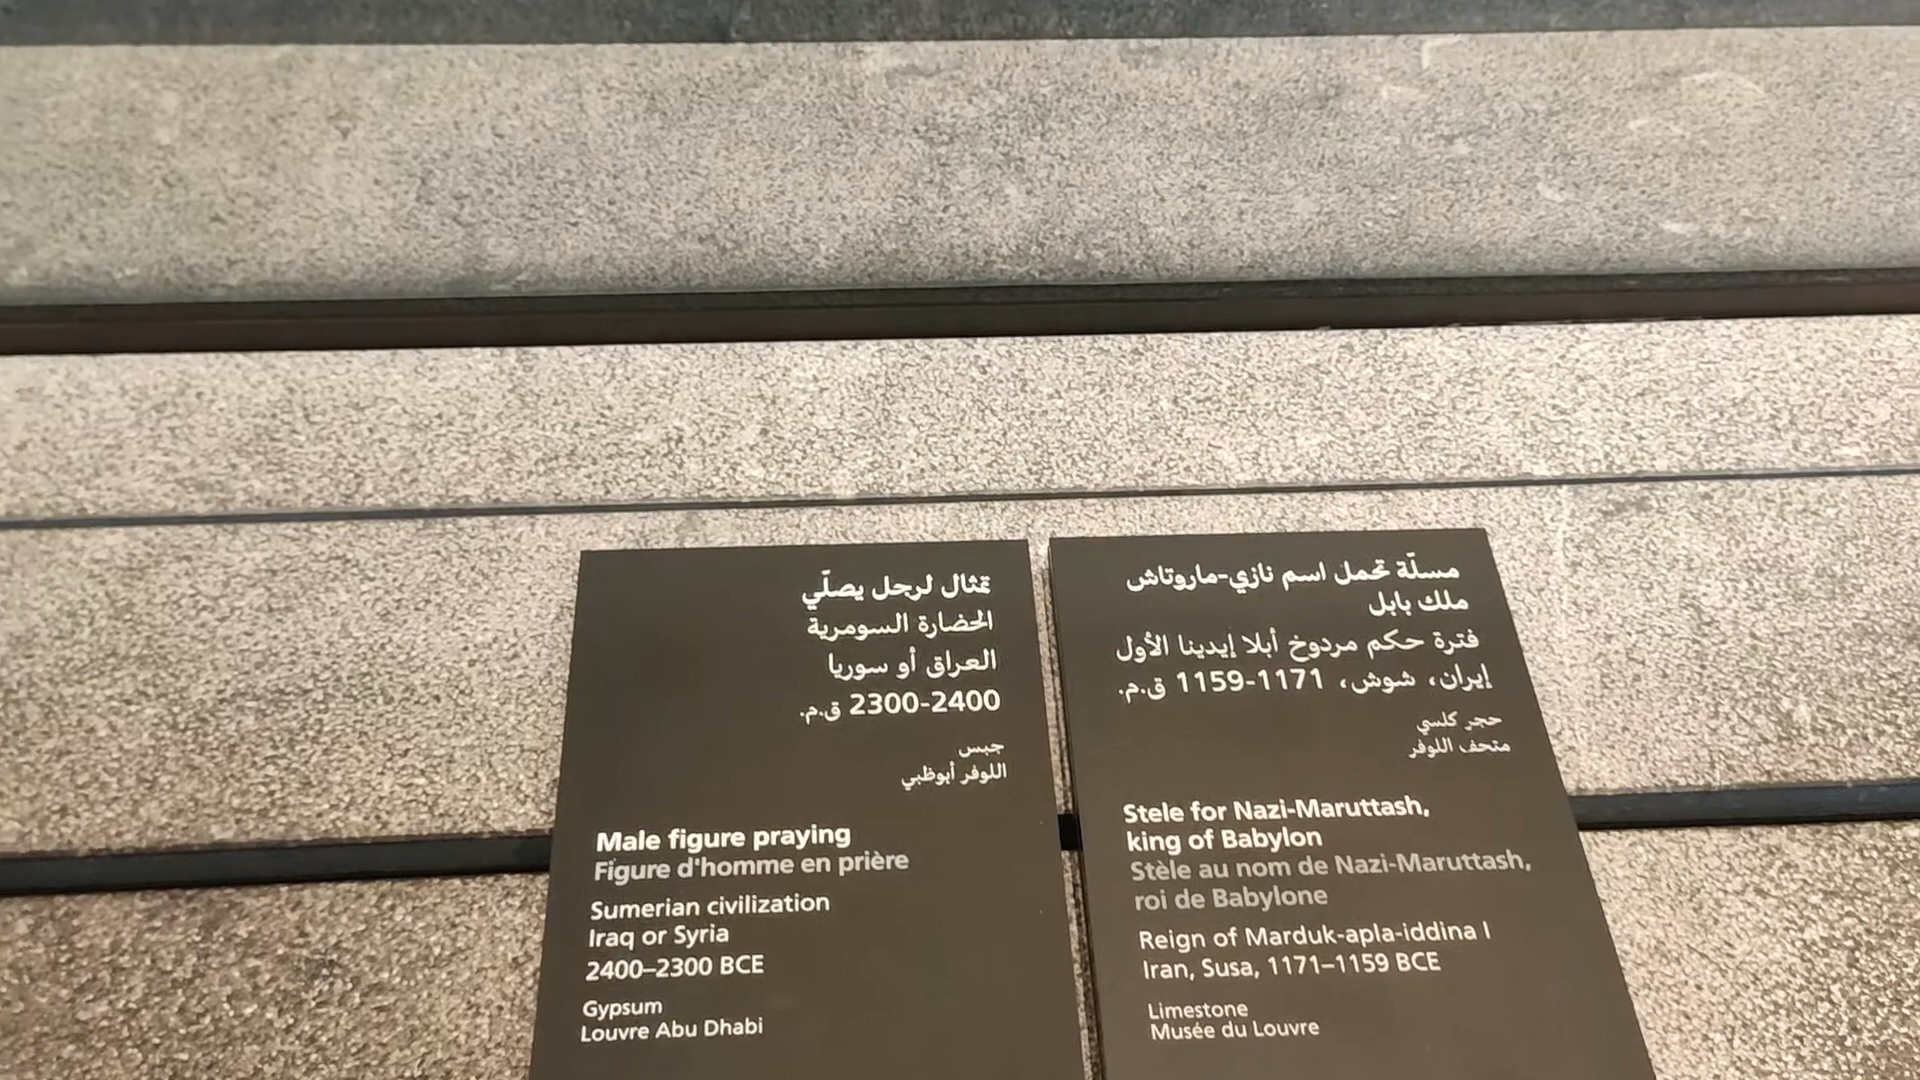 تمثال لرجل يصلّي
الحضارة السومرية
العراق أو سوريا
2300-2400 ق.م.
جبس
اللوفر أبوظبي
Male figure praying
Figure d'homme en prière
Sumerian civilization
Iraq or Syria
2400–2300 BCE
Gypsum
Louvre Abu Dhabi
مسلّة تحمل اسم نازي-ماروتاش
ملك بابل
فترة حكم مردوخ أبلا إيدينا الأول
إيران، شوش، 1171-1159 ق.م.
حجر كلسي
متحف اللوفر
Stele for Nazi-Maruttash,
king of Babylon
Stèle au nom de Nazi-Maruttash,
roi de Babylone
Reign of Marduk-apla-iddina I
Iran, Susa, 1171–1159 BCE
Limestone
Musée du Louvre